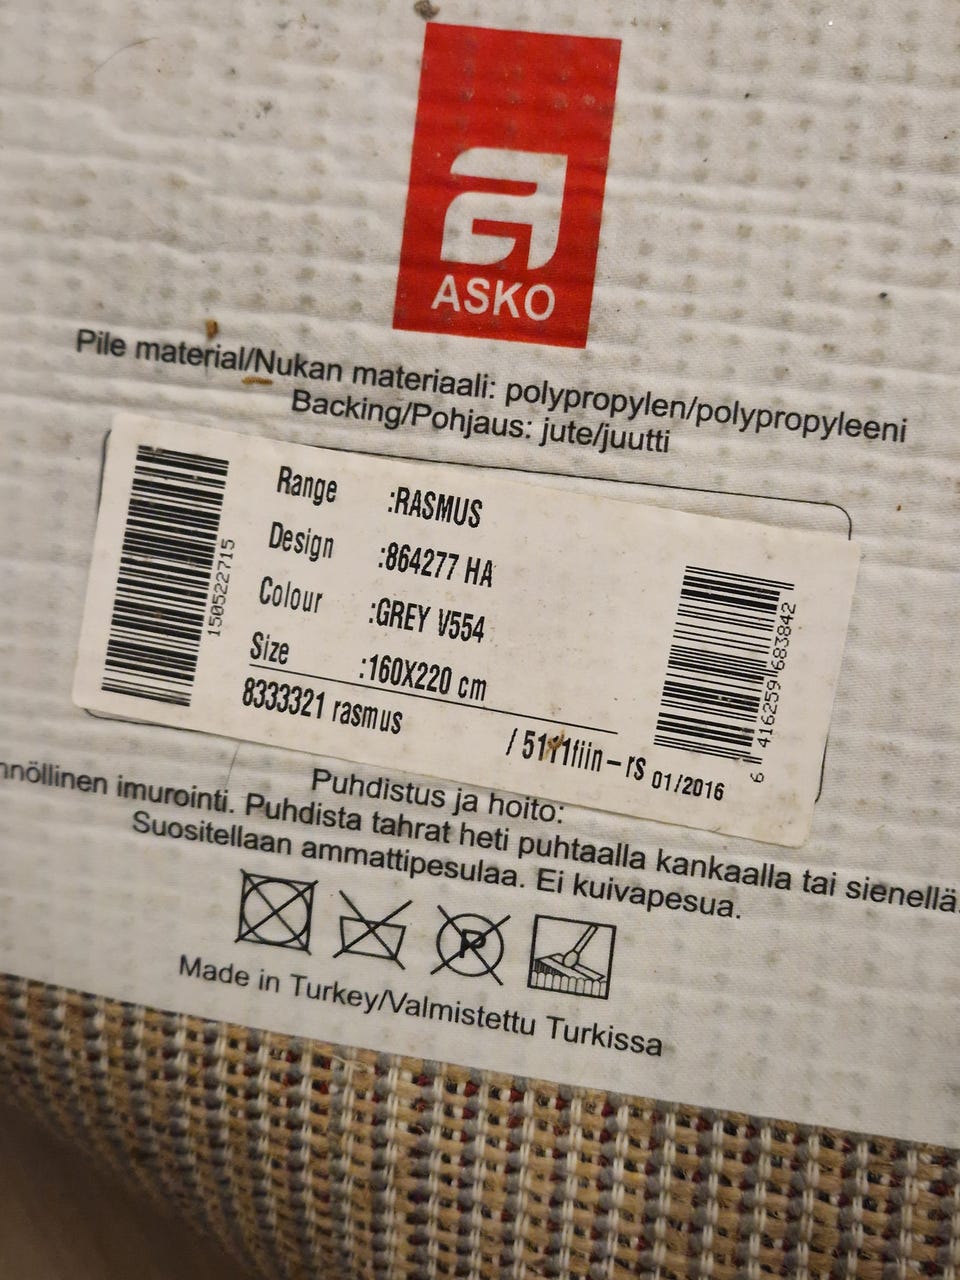 ASKO
Pile material/Nukan materiaali: polypropylen/polypropyleeni
Backing/Pohjaus: jute/juutti
150522715
Range :RASMUS
Design :864277 HA
Colour :GREY V554
Size :160X220 cm
8333321 rasmus / 5111fiin-rs 01/2016
6 416259 683842
Puhdistus ja hoito:
imurointi. Puhdista tahrat heti puhtaalla kankaalla tai sienellä.
Suositellaan ammattipesulaa. Ei kuivapesua.
P
Made in Turkey/Valmistettu Turkissa